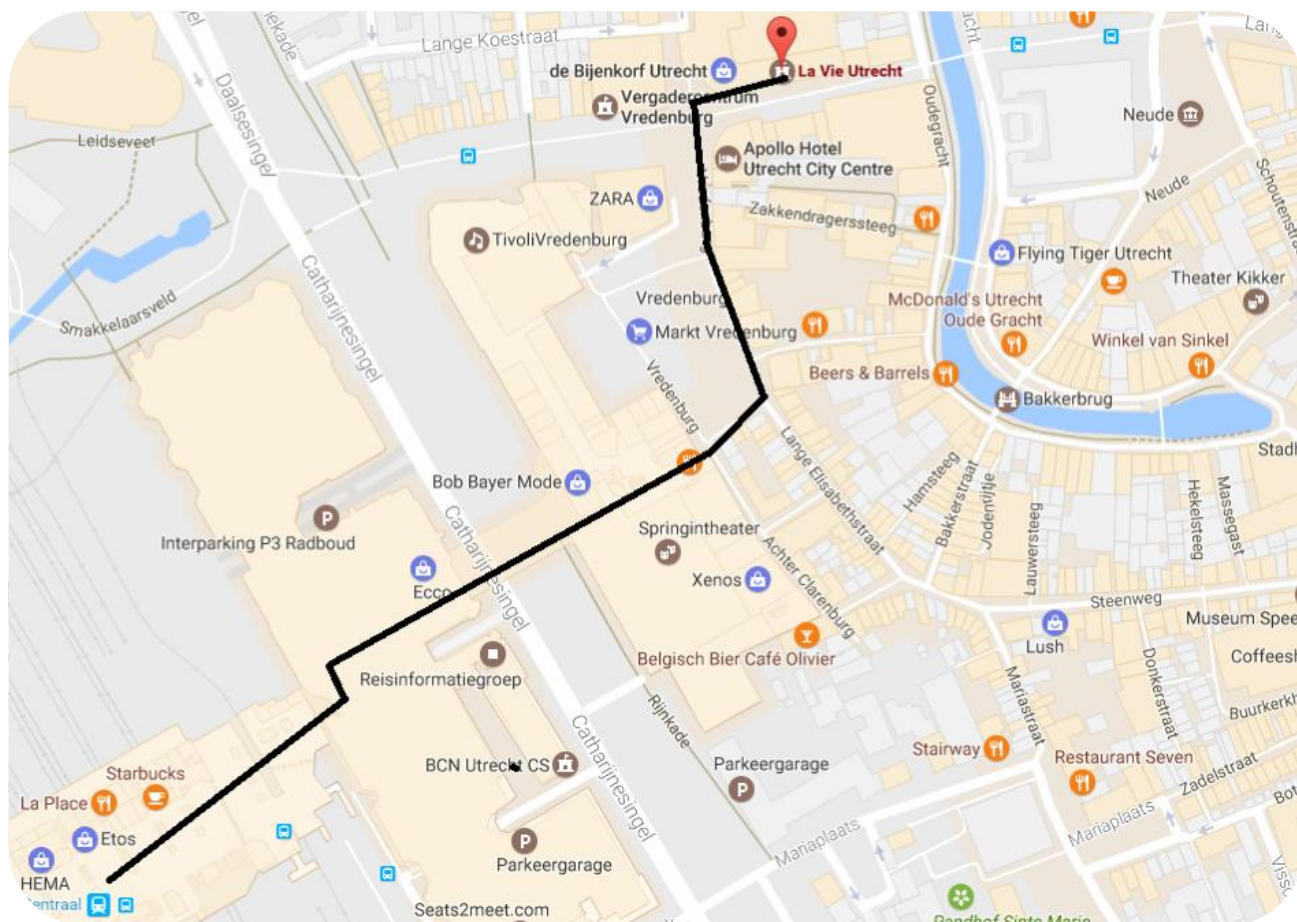 Lange Koestraat
de Bijenkorf Utrecht
La Vie Utrecht
Vergadercentrum
Vredenburg
Daalsesingel
Leidseveer
Oudegracht
Neude
Apollo Hotel
Utrecht City Centre
Neude
ZARA
Zakkendragerssteeg
TivoliVredenburg
Flying Tiger Utrecht
Theater Kikker
Catharijnesingel
Vredenburg
McDonald's Utrecht
Oude Gracht
Smakkelaarsveld
Markt Vredenburg
Winkel van Sinkel
Beers & Barrels
Vredenburg
Bakkerbrug
Lange Elisabethstraat
Hamsteeg
Bakkerstraat
Jodenrijtje
Lauwersteeg
Hekelsteeg
Massegast
Bob Bayer Mode
P
Interparking P3 Radboud
Springintheater
Achter Clarenburg
Catharijnesingel
Xenos
Ecco
Steenweg
Museum Spee
Lush
Belgisch Bier Café Olivier
Coffeesh
Reisinformatiegroep
Mariastraat
Donkerstraat
Buurkerkh
Rijnkade
Catharijnesingel
Stairway
Restaurant Seven
BCN Utrecht CS
Parkeergarage
P
Zadelstraat
Starbucks
La Place
Mariaplaats
Mariaplaats
Etos
P
Parkeergarage
HEMA
entraal
Seats2meet.com
Pandhof Sinte Marie